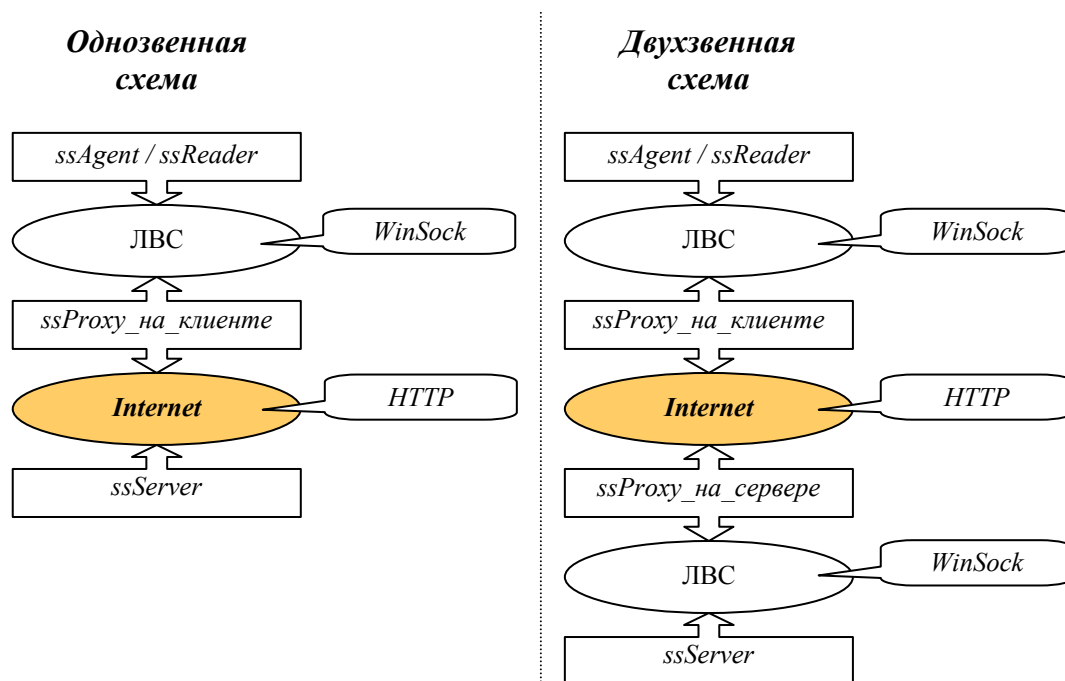 Однозвенная
схема
ssAgent / ssReader
ЛВС
WinSock
ssProxy_на_клиенте
Internet
HTTP
ssServer
Двухзвенная
схема
ssAgent / ssReader
ЛВС
WinSock
ssProxy_на_клиенте
Internet
HTTP
ssProxy_на_сервере
ЛВС
WinSock
ssServer